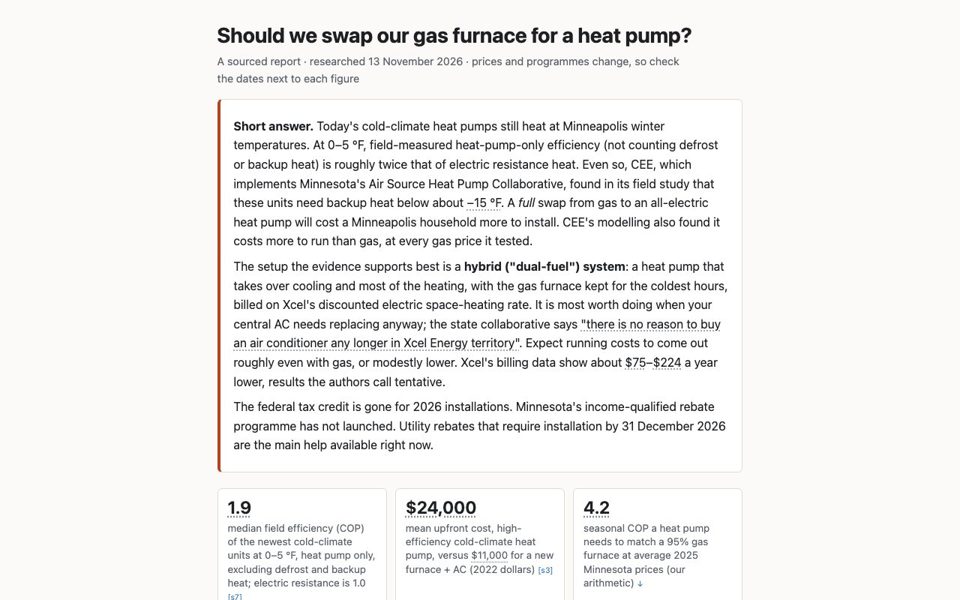 Should we swap our gas furnace for a heat pump?
A sourced report · researched 13 November 2026 · prices and programmes change, so check
the dates next to each figure
Short answer. Today's cold-climate heat pumps still heat at Minneapolis winter
temperatures. At 0–5 °F, field-measured heat-pump-only efficiency (not counting defrost
or backup heat) is roughly twice that of electric resistance heat. Even so, CEE, which
implements Minnesota's Air Source Heat Pump Collaborative, found in its field study that
these units need backup heat below about −15 °F. A full swap from gas to an all-electric
heat pump will cost a Minneapolis household more to install. CEE's modelling also found it
costs more to run than gas, at every gas price it tested.
The setup the evidence supports best is a hybrid ("dual-fuel") system: a heat pump that
takes over cooling and most of the heating, with the gas furnace kept for the coldest hours,
billed on Xcel's discounted electric space-heating rate. It is most worth doing when your
central AC needs replacing anyway; the state collaborative says "there is no reason to buy
an air conditioner any longer in Xcel Energy territory". Expect running costs to come out
roughly even with gas, or modestly lower. Xcel's billing data show about $75–$224 a year
lower, results the authors call tentative.
The federal tax credit is gone for 2026 installations. Minnesota's income-qualified rebate
programme has not launched. Utility rebates that require installation by 31 December 2026
are the main help available right now.
1.9
median field efficiency (COP)
of the newest cold-climate
units at 0–5 °F, heat pump only,
excluding defrost and backup
heat; electric resistance is 1.0
[s7]
$24,000
mean upfront cost, high-
efficiency cold-climate heat
pump, versus $11,000 for a new
furnace + AC (2022 dollars) [s3]
4.2
seasonal COP a heat pump
needs to match a 95% gas
furnace at average 2025
Minnesota prices (our
arithmetic) ↓